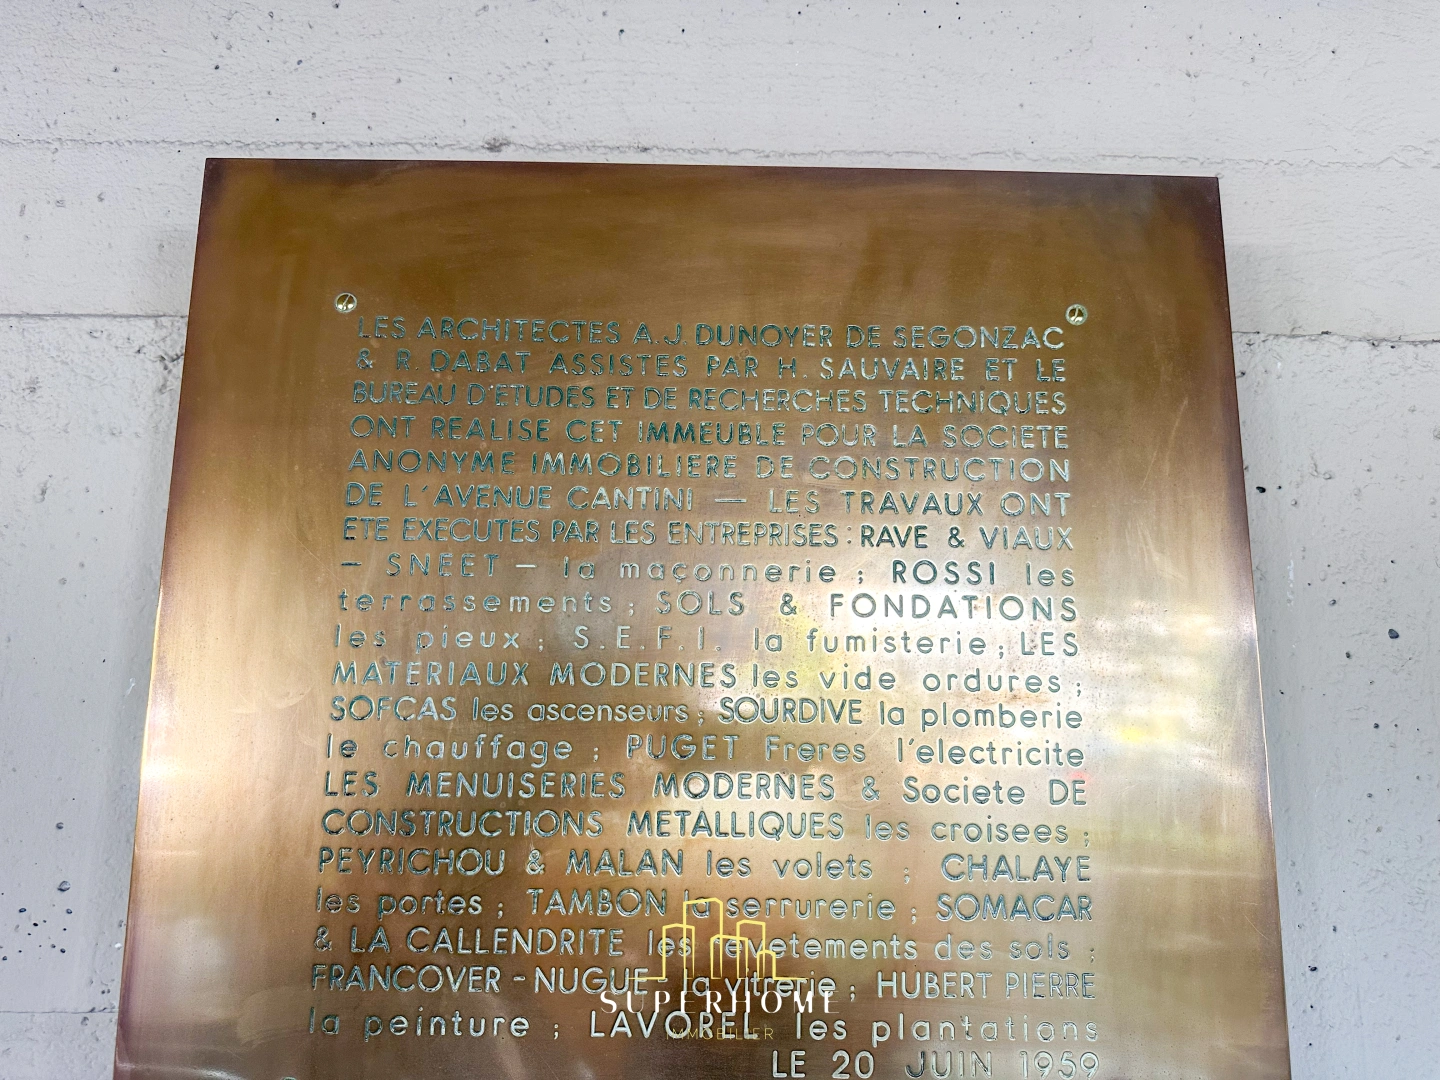 LES ARCHITECTES A.J. DUNOYER DE SEGONZAC
& R. DABAT ASSISTES PAR H. SAUVAIRE ET LE
BUREAU D'ETUDES ET DE RECHERCHES TECHNIQUES
ONT REALISE CET IMMEUBLE POUR LA SOCIETE
ANONYME IMMOBILIERE DE CONSTRUCTION
DE L'AVENUE CANTINI — LES TRAVAUX ONT
ETE EXECUTES PAR LES ENTREPRISES : RAVE & VIAUX
– SNEET – la maçonnerie ; ROSSI les
terrassements ; SOLS & FONDATIONS
les pieux ; S.E.F.I. la fumisterie ; LES
MATERIAUX MODERNES les vide ordures ;
SOFCAS les ascenseurs ; SOURDIVE la plomberie
le chauffage ; PUGET Freres l'electricite
LES MENUISERIES MODERNES & Societe DE
CONSTRUCTIONS METALLIQUES les croisees ;
PEYRICHOU & MALAN les volets ; CHALAYE
les portes ; TAMBON la serrurerie ; SOMACAR
& LA CALLENDRITE les revetements des sols ;
FRANCOVER - NUGUE - la vitrerie ; HUBERT PIERRE
la peinture ; LAVOREL les plantations
LE 20 JUIN 1959
SUPERHOME
IMMOBILIER